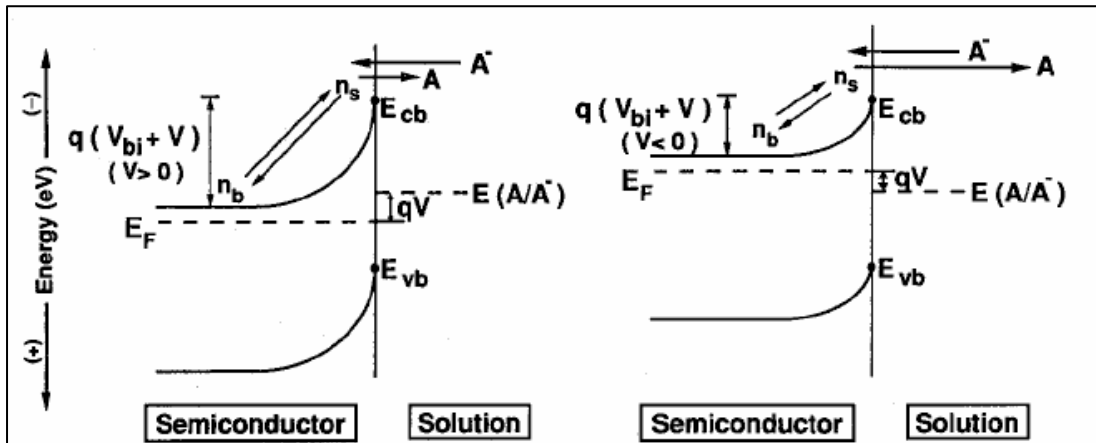 Energy (eV)
(−)
(+)
A⁻
A
n_s
E_cb
q ( V_bi + V )
( V > 0 )
n_b
qV
E (A/A⁻)
E_F
E_vb
Semiconductor
Solution
A⁻
A
n_s
E_cb
q ( V_bi + V )
( V < 0 )
n_b
E_F
qV
E (A/A⁻)
E_vb
Semiconductor
Solution